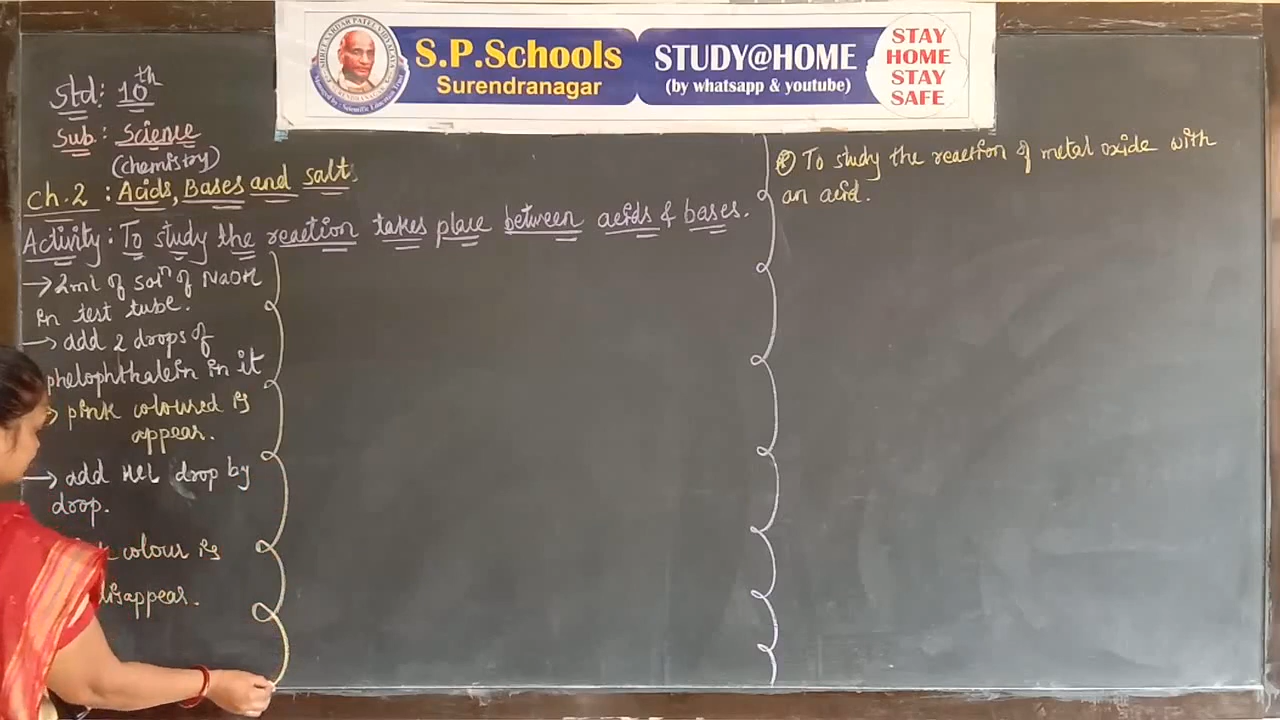 S.P.Schools
Surendranagar
STUDY@HOME
(by whatsapp & youtube)
STAY
HOME
STAY
SAFE
Std: 10th
Sub: Science
(Chemistry)
Ch.2 : Acids, Bases and salts
Activity: To study the reaction takes place between acids & bases.
→ 2ml of solⁿ of NaOH
in test tube.
→ add 2 drops of
phelophthalein in it
pink coloured is
appear.
→ add HCl drop by
drop.
colour is
disappear.
To study the reaction of metal oxide with
an acid.